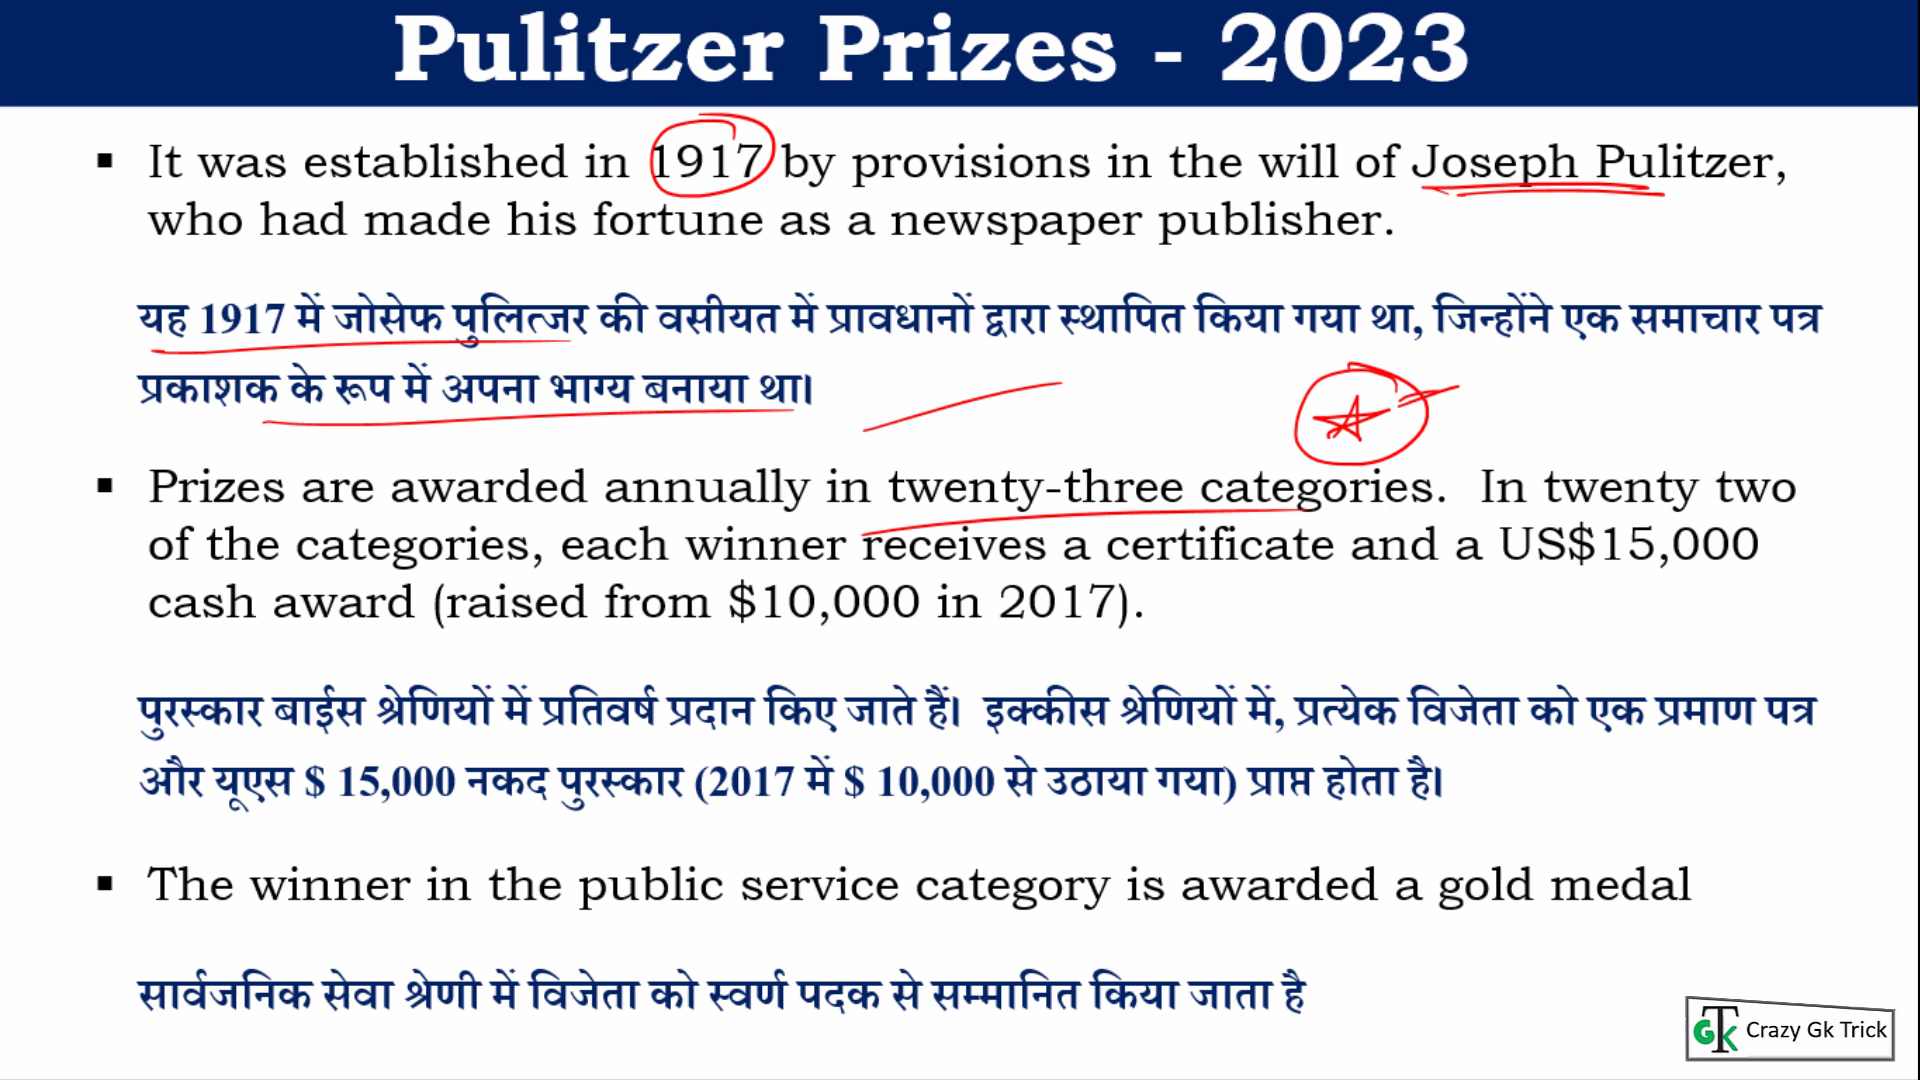 Pulitzer Prizes - 2023
▪ It was established in 1917 by provisions in the will of Joseph Pulitzer,
who had made his fortune as a newspaper publisher.
यह 1917 में जोसेफ पुलित्जर की वसीयत में प्रावधानों द्वारा स्थापित किया गया था, जिन्होंने एक समाचार पत्र
प्रकाशक के रूप में अपना भाग्य बनाया था।
▪ Prizes are awarded annually in twenty-three categories. In twenty two
of the categories, each winner receives a certificate and a US$15,000
cash award (raised from $10,000 in 2017).
पुरस्कार बाईस श्रेणियों में प्रतिवर्ष प्रदान किए जाते हैं। इक्कीस श्रेणियों में, प्रत्येक विजेता को एक प्रमाण पत्र
और यूएस $ 15,000 नकद पुरस्कार (2017 में $ 10,000 से उठाया गया) प्राप्त होता है।
▪ The winner in the public service category is awarded a gold medal
सार्वजनिक सेवा श्रेणी में विजेता को स्वर्ण पदक से सम्मानित किया जाता है
GTK Crazy Gk Trick